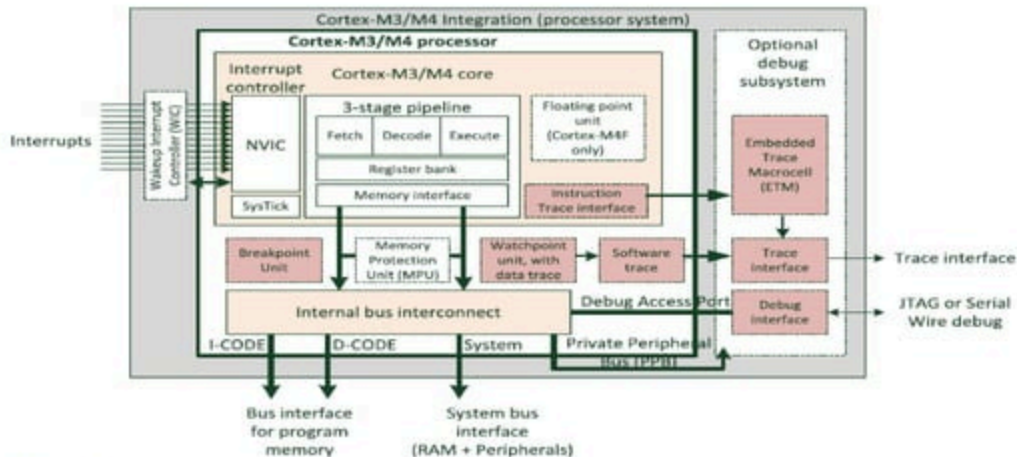 Cortex-M3/M4 Integration (processor system)
Cortex-M3/M4 processor
Optional
debug
subsystem
Interrupt
controller
Cortex-M3/M4 core
3-stage pipeline
Floating point
unit
(Cortex-M4F
only)
Interrupts
Wakeup Interrupt
Controller (WIC)
NVIC
Fetch
Decode
Execute
Register bank
Memory interface
SysTick
Instruction
Trace interface
Embedded
Trace
Macrocell
(ETM)
Breakpoint
Unit
Memory
Protection
Unit (MPU)
Watchpoint
unit, with
data trace
Software
trace
Trace
interface
Trace interface
Internal bus interconnect
Debug Access Port
Debug
interface
JTAG or Serial
Wire debug
I-CODE
D-CODE
System
Private Peripheral
Bus (PPB)
Bus interface
for program
memory
System bus
interface
(RAM + Peripherals)